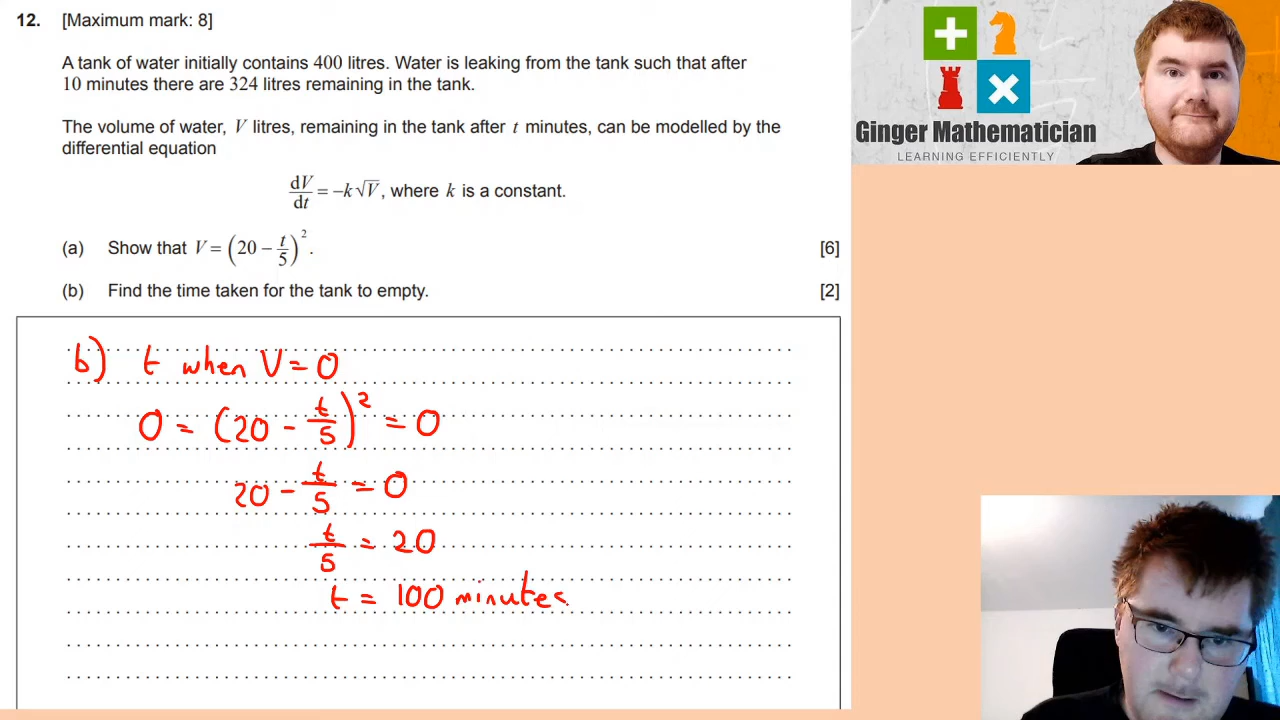 12. [Maximum mark: 8]
A tank of water initially contains 400 litres. Water is leaking from the tank such that after
10 minutes there are 324 litres remaining in the tank.
The volume of water, V litres, remaining in the tank after t minutes, can be modelled by the
differential equation
dV/dt = −k√V, where k is a constant.
(a) Show that V = (20 − t/5)². [6]
(b) Find the time taken for the tank to empty. [2]
b) t when V = 0
0 = (20 − t/5)² = 0
20 − t/5 = 0
t/5 = 20
t = 100 minutes
Ginger Mathematician
LEARNING EFFICIENTLY